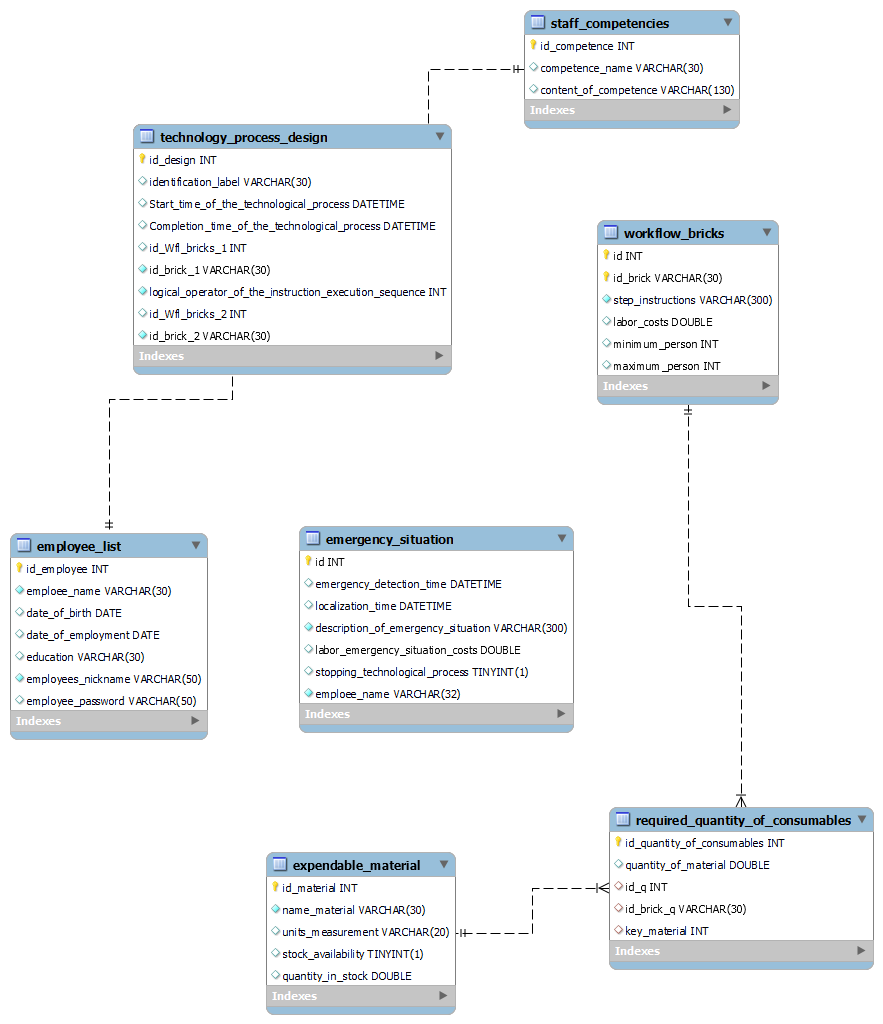 staff_competencies
id_competence INT
competence_name VARCHAR(30)
content_of_competence VARCHAR(130)
Indexes
technology_process_design
id_design INT
identification_label VARCHAR(30)
Start_time_of_the_technological_process DATETIME
Completion_time_of_the_technological_process DATETIME
id_Wfl_bricks_1 INT
id_brick_1 VARCHAR(30)
logical_operator_of_the_instruction_execution_sequence INT
id_Wfl_bricks_2 INT
id_brick_2 VARCHAR(30)
Indexes
workflow_bricks
id INT
id_brick VARCHAR(30)
step_instructions VARCHAR(300)
labor_costs DOUBLE
minimum_person INT
maximum_person INT
Indexes
employee_list
id_employee INT
emploee_name VARCHAR(30)
date_of_birth DATE
date_of_employment DATE
education VARCHAR(30)
employees_nickname VARCHAR(50)
employee_password VARCHAR(50)
Indexes
emergency_situation
id INT
emergency_detection_time DATETIME
localization_time DATETIME
description_of_emergency_situation VARCHAR(300)
labor_emergency_situation_costs DOUBLE
stopping_technological_process TINYINT(1)
emploee_name VARCHAR(32)
Indexes
expendable_material
id_material INT
name_material VARCHAR(30)
units_measurement VARCHAR(20)
stock_availability TINYINT(1)
quantity_in_stock DOUBLE
Indexes
required_quantity_of_consumables
id_quantity_of_consumables INT
quantity_of_material DOUBLE
id_q INT
id_brick_q VARCHAR(30)
key_material INT
Indexes